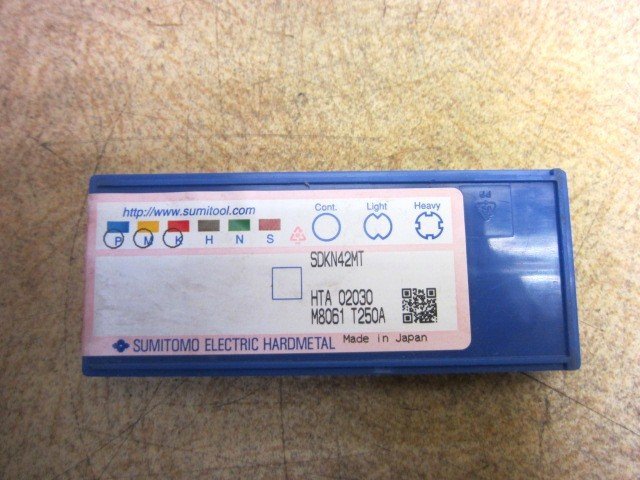 http://www.sumitool.com
Cont. Light Heavy
P M K H N S
SDKN42MT
HTA 02030
M8061 T250A
SUMITOMO ELECTRIC HARDMETAL Made in Japan